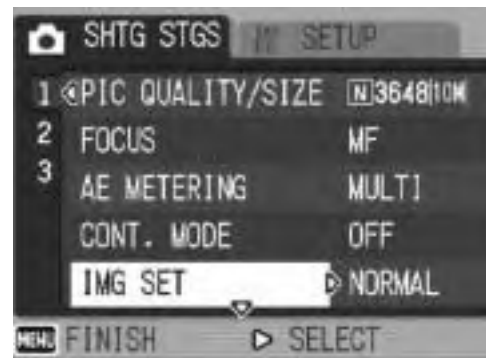 SHTG STGS SETUP
1 PIC QUALITY/SIZE N3648|10M
2 FOCUS MF
3 AE METERING MULTI
CONT. MODE OFF
IMG SET NORMAL
MENU FINISH SELECT